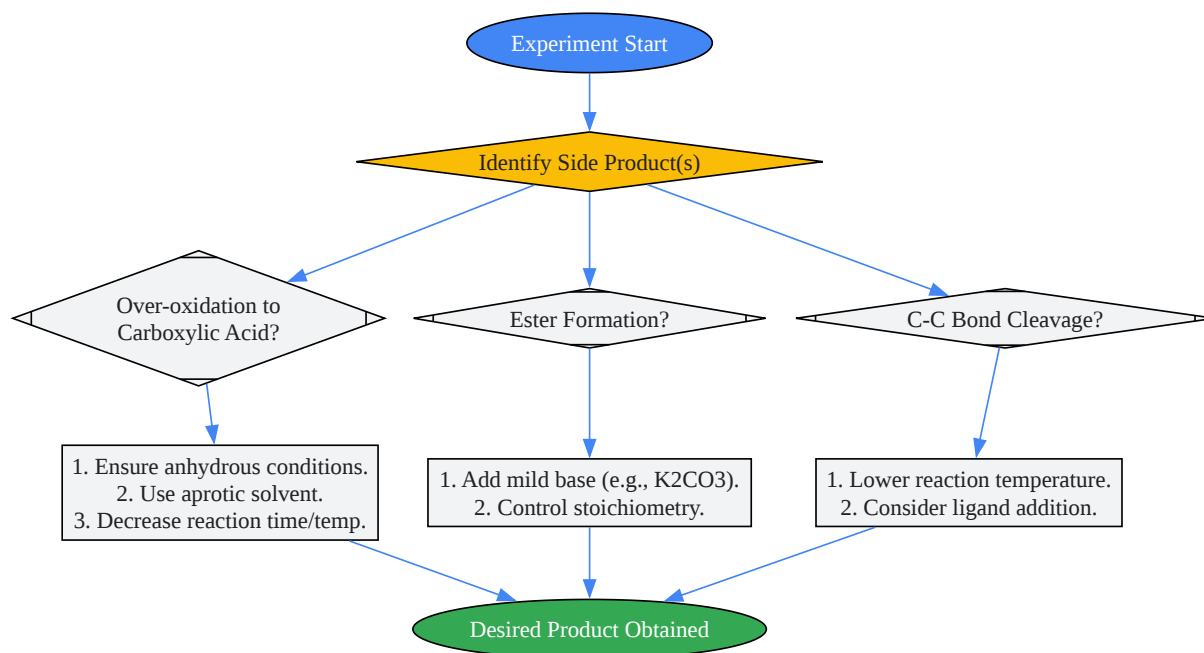 Experiment Start
Identify Side Product(s)
Over-oxidation to
Carboxylic Acid?
Ester Formation?
C-C Bond Cleavage?
1. Ensure anhydrous conditions.
2. Use aprotic solvent.
3. Decrease reaction time/temp.
1. Add mild base (e.g., K2CO3).
2. Control stoichiometry.
1. Lower reaction temperature.
2. Consider ligand addition.
Desired Product Obtained